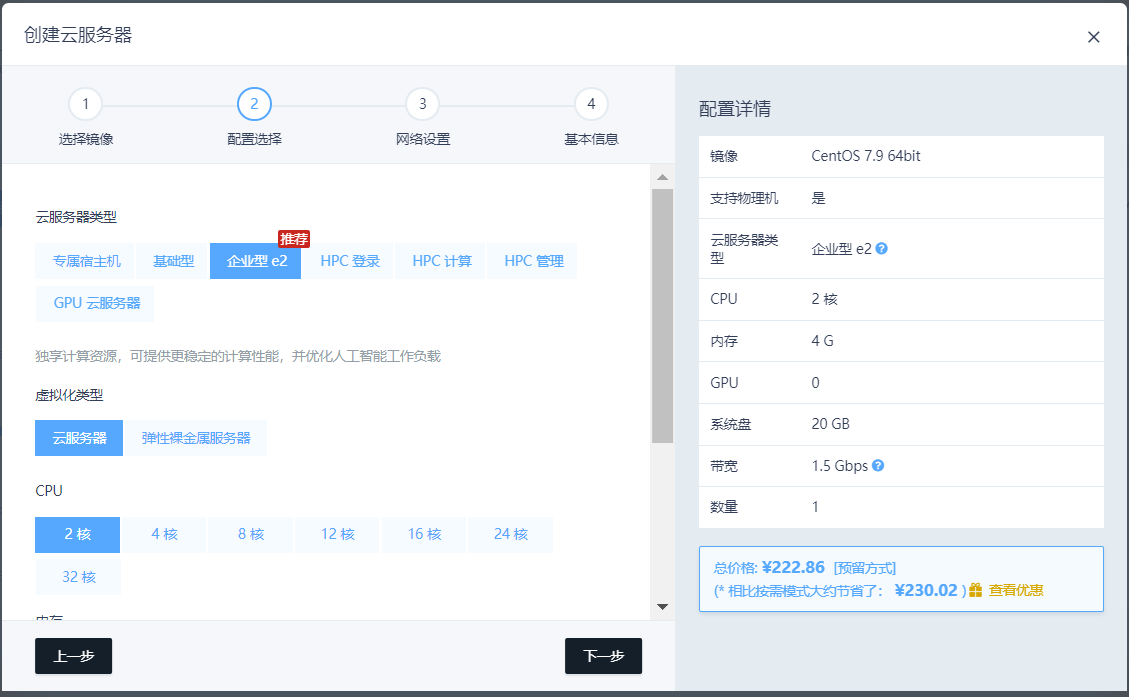 创建云服务器
1
2
3
4
选择镜像
配置选择
网络设置
基本信息
云服务器类型
推荐
专属宿主机
基础型
企业型 e2
HPC 登录
HPC 计算
HPC 管理
GPU 云服务器
独享计算资源，可提供更稳定的计算性能，并优化人工智能工作负载
虚拟化类型
云服务器
弹性裸金属服务器
CPU
2 核
4 核
8 核
12 核
16 核
24 核
32 核
内存
上一步
下一步
配置详情
镜像
CentOS 7.9 64bit
支持物理机
是
云服务器类
型
企业型 e2
CPU
2 核
内存
4 G
GPU
0
系统盘
20 GB
带宽
1.5 Gbps
数量
1
总价格: ¥222.86 [预留方式]
(* 相比按需模式大约节省了： ¥230.02 ) 查看优惠